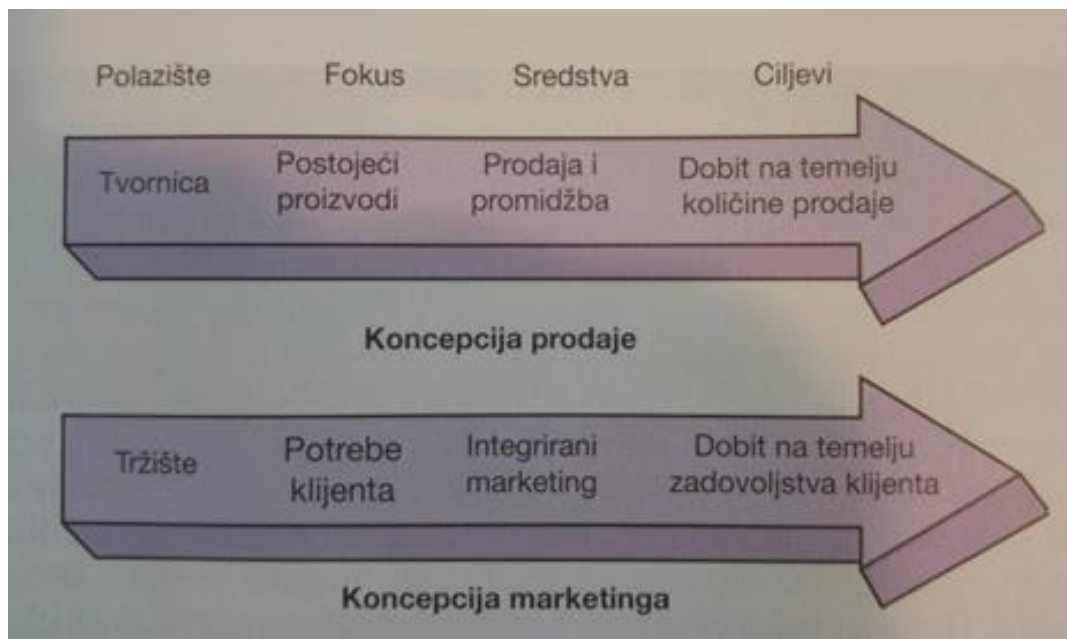 Polazište Fokus Sredstva Ciljevi
Tvornica
Postojeći
proizvodi
Prodaja i
promidžba
Dobit na temelju
količine prodaje
Koncepcija prodaje
Tržište
Potrebe
klijenta
Integrirani
marketing
Dobit na temelju
zadovoljstva klijenta
Koncepcija marketinga